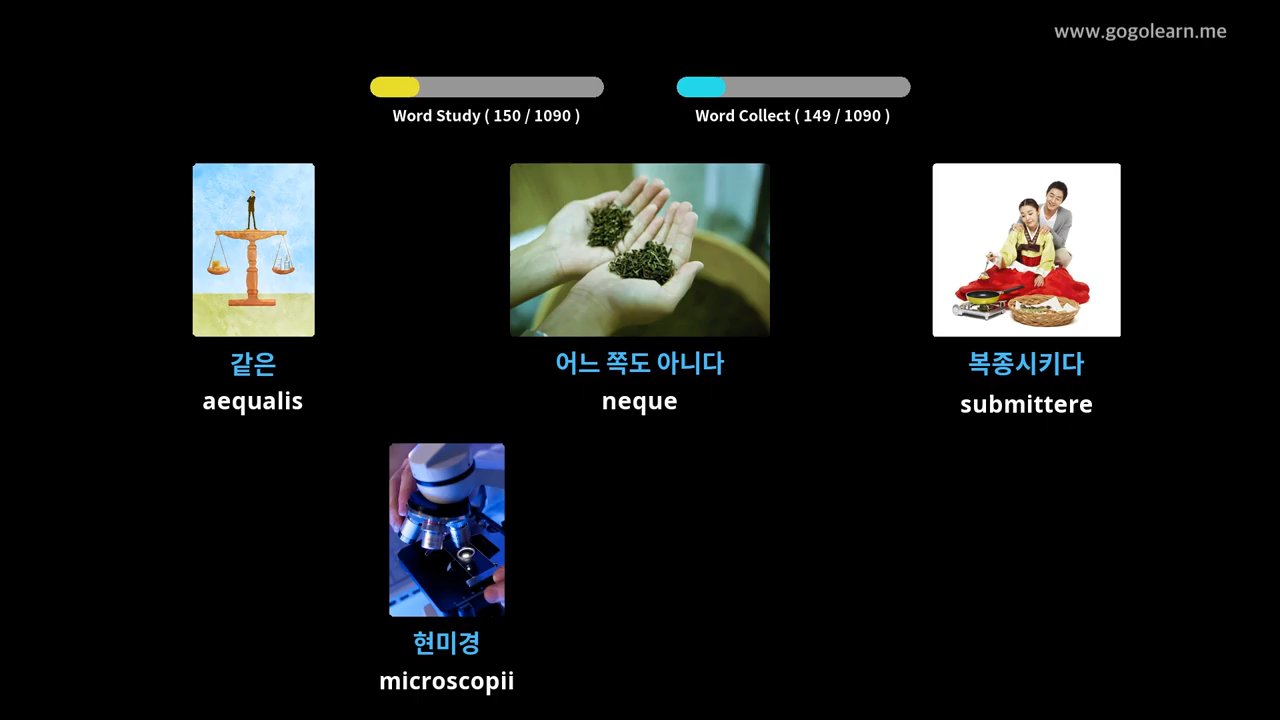 www.gogolearn.me
Word Study ( 150 / 1090 )
Word Collect ( 149 / 1090 )
같은
aequalis
어느 쪽도 아니다
neque
복종시키다
submittere
현미경
microscopii